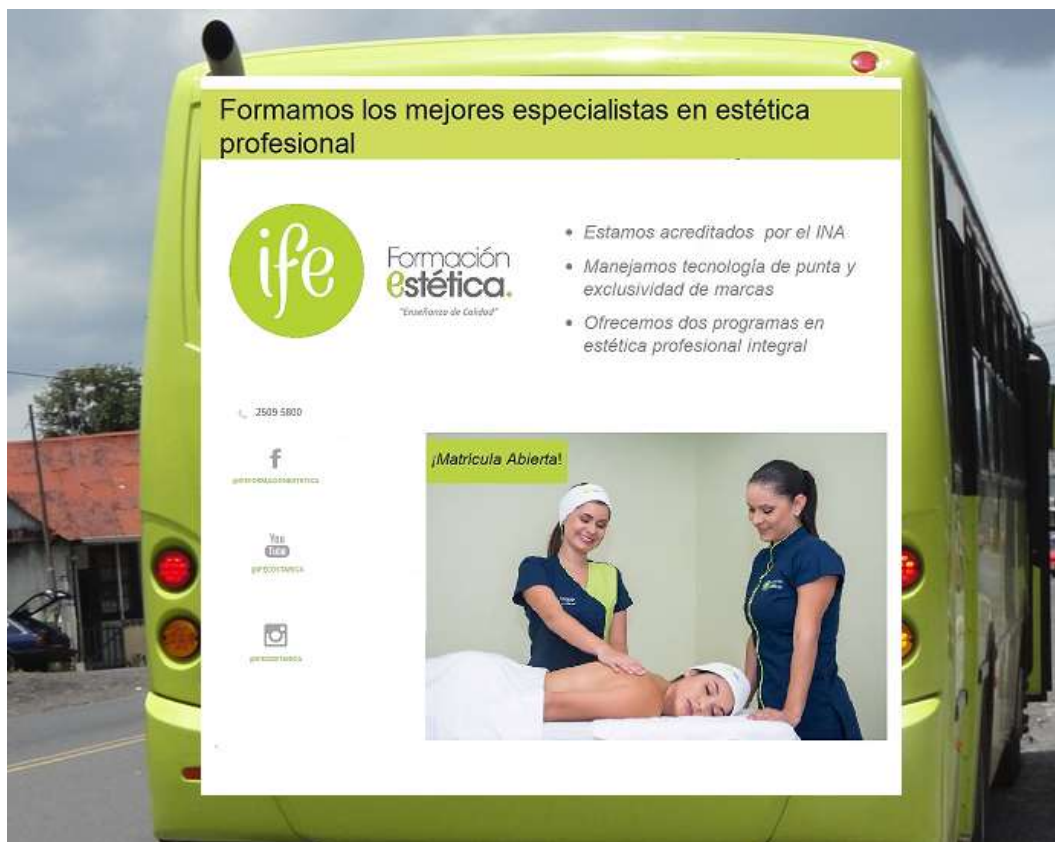 Formamos los mejores especialistas en estética
profesional
ife
Formación
estética.
"Enseñanza de Calidad"
• Estamos acreditados por el INA
• Manejamos tecnología de punta y
exclusividad de marcas
• Ofrecemos dos programas en
estética profesional integral
2509 5800
f
You
Tube
@IFECOSTARICA
@IFECOSTARICA
¡Matrícula Abierta!